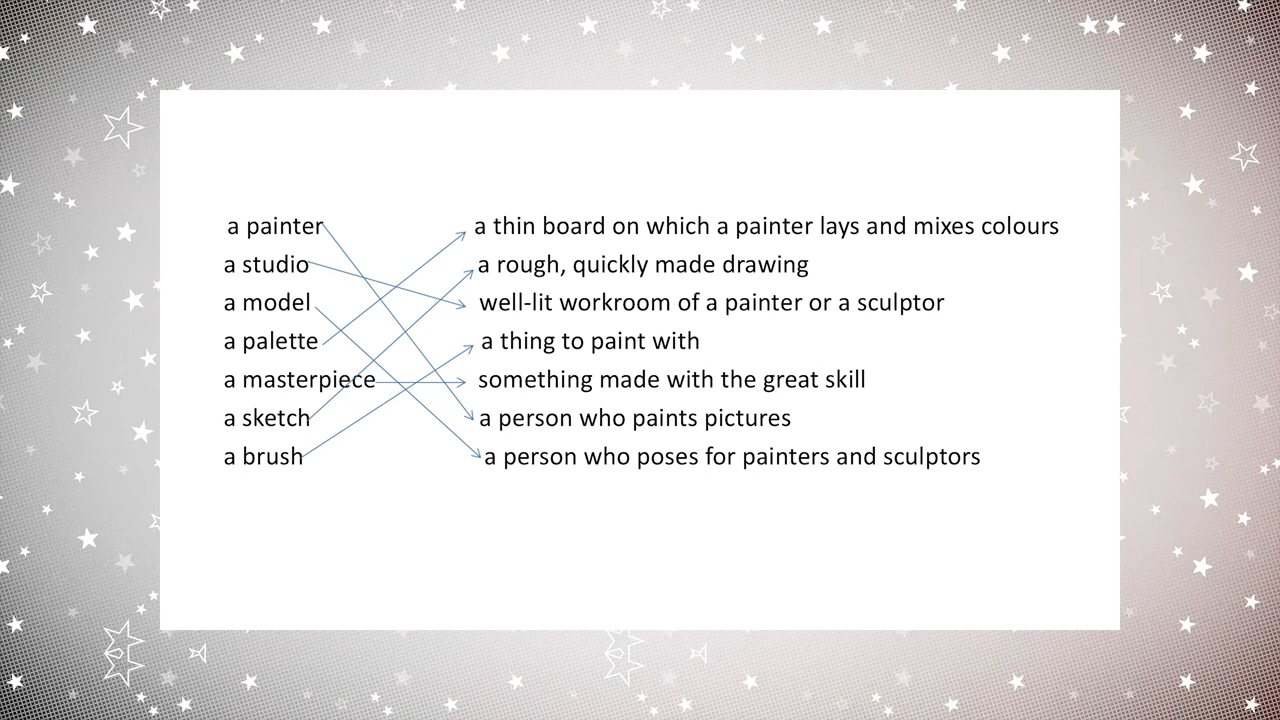 a painter a thin board on which a painter lays and mixes colours
a studio a rough, quickly made drawing
a model well-lit workroom of a painter or a sculptor
a palette a thing to paint with
a masterpiece something made with the great skill
a sketch a person who paints pictures
a brush a person who poses for painters and sculptors